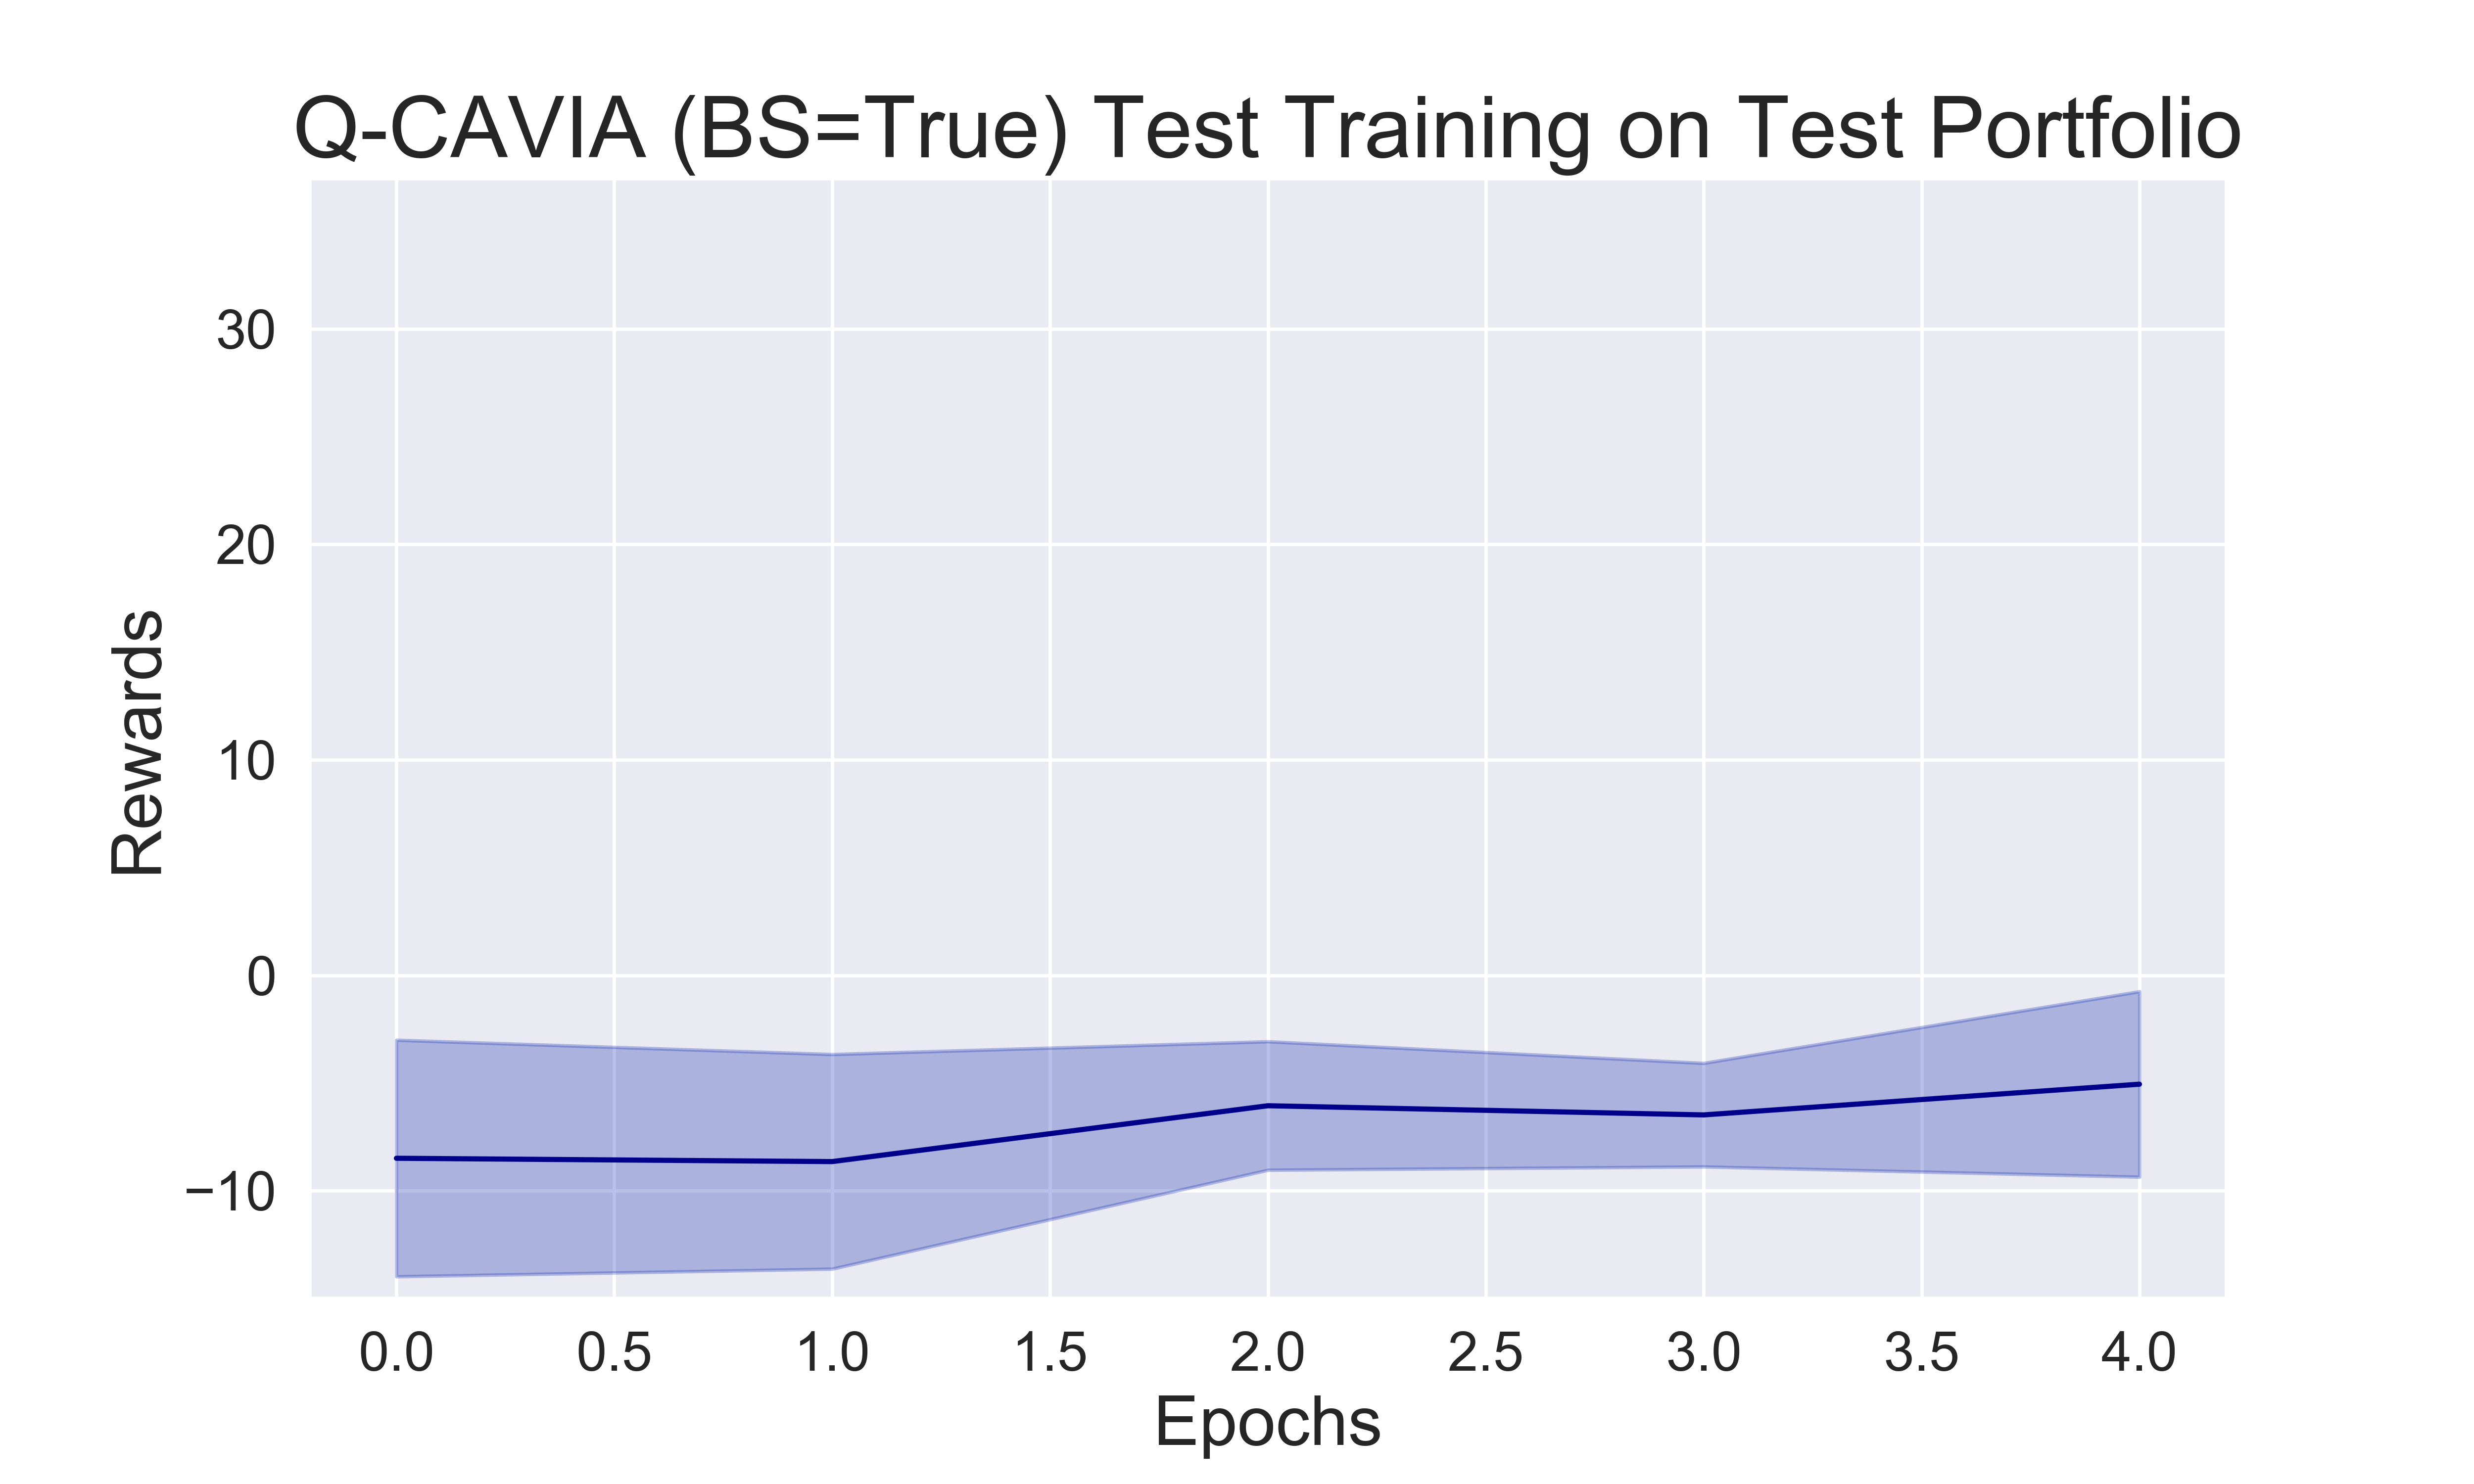 Q-CAVIA (BS=True) Test Training on Test Portfolio
30
20
10
0
−10
Rewards
0.0 0.5 1.0 1.5 2.0 2.5 3.0 3.5 4.0
Epochs